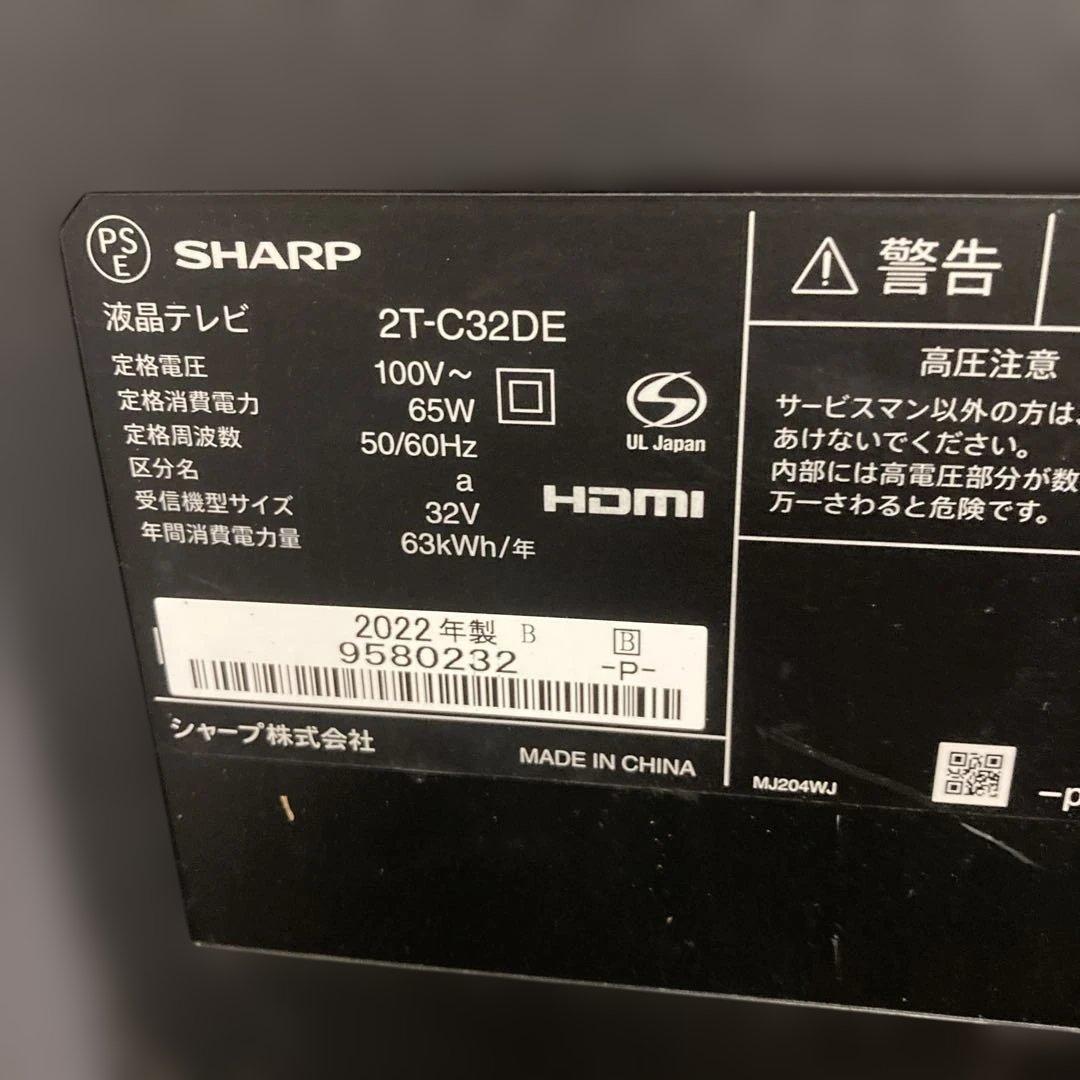 PSE SHARP
液晶テレビ 2T-C32DE
定格電圧 100V～
定格消費電力 65W
定格周波数 50/60Hz
区分名 a
受信機型サイズ 32V
年間消費電力量 63kWh/年
UL Japan
HDMI
2022年製 B B
9580232 -P-
シャープ株式会社
MADE IN CHINA
警告
高圧注意
サービスマン以外の方は、
あけないでください。
内部には高電圧部分が数
万一さわると危険です。
MJ204WJ
-p